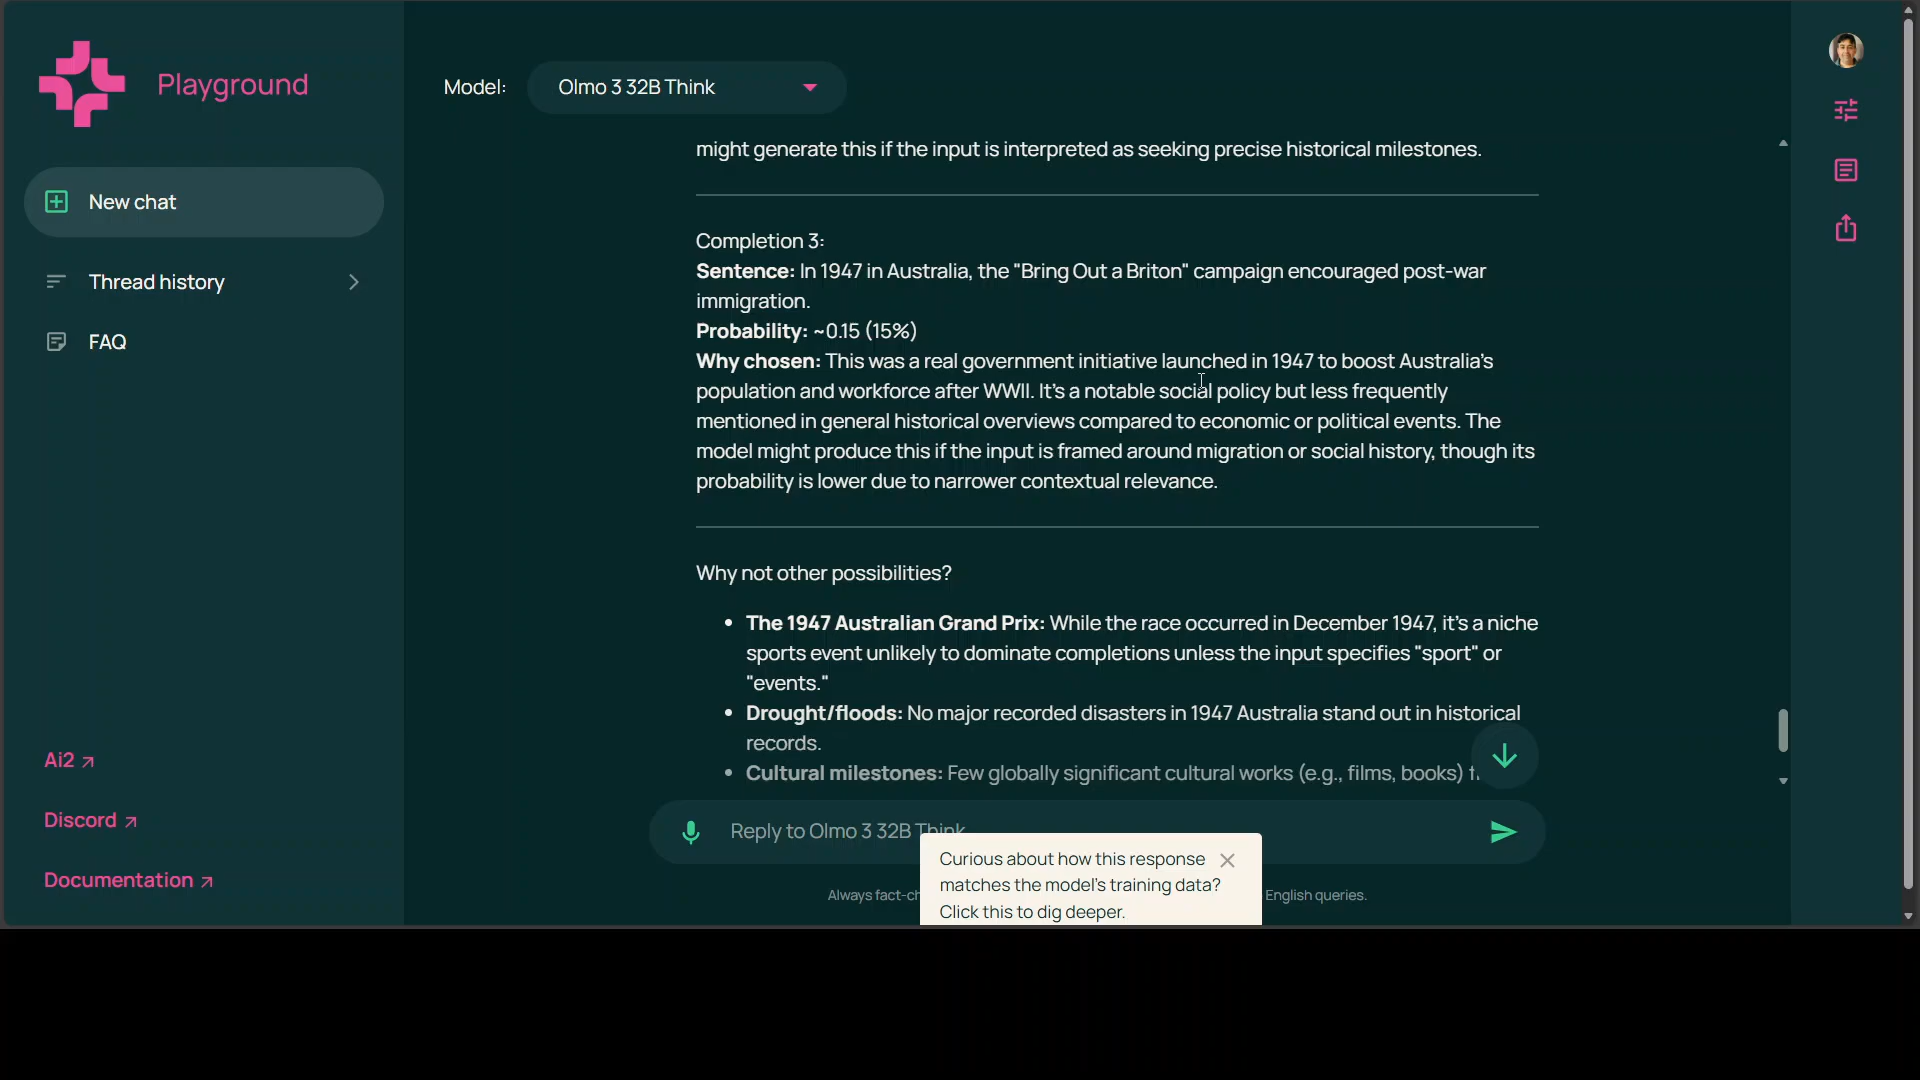 Playground
New chat
Thread history
FAQ
Ai2
Discord
Documentation
Model: Olmo 3 32B Think
might generate this if the input is interpreted as seeking precise historical milestones.
Completion 3:
Sentence: In 1947 in Australia, the "Bring Out a Briton" campaign encouraged post-war
immigration.
Probability: ~0.15 (15%)
Why chosen: This was a real government initiative launched in 1947 to boost Australia's
population and workforce after WWII. It's a notable social policy but less frequently
mentioned in general historical overviews compared to economic or political events. The
model might produce this if the input is framed around migration or social history, though its
probability is lower due to narrower contextual relevance.
Why not other possibilities?
• The 1947 Australian Grand Prix: While the race occurred in December 1947, it's a niche
sports event unlikely to dominate completions unless the input specifies "sport" or
"events."
• Drought/floods: No major recorded disasters in 1947 Australia stand out in historical
records.
• Cultural milestones: Few globally significant cultural works (e.g., films, books)
Reply to Olmo 3 32B Think
Curious about how this response
matches the model's training data?
Click this to dig deeper.
Always English queries.